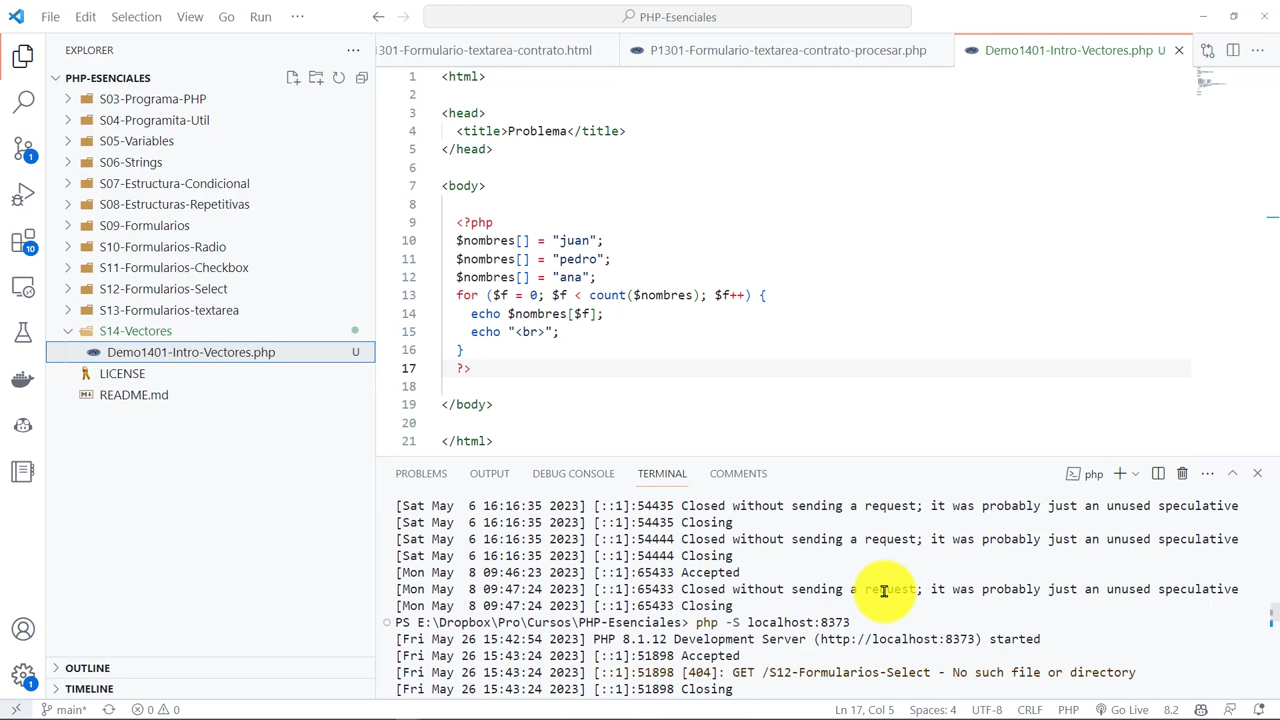 File Edit Selection View Go Run ··· PHP-Esenciales
EXPLORER ···
1301-Formulario-textarea-contrato.html P1301-Formulario-textarea-contrato-procesar.php Demo1401-Intro-Vectores.php U
PHP-ESENCIALES
S03-Programa-PHP
S04-Programita-Util
S05-Variables
S06-Strings
S07-Estructura-Condicional
S08-Estructuras-Repetitivas
S09-Formularios
S10-Formularios-Radio
S11-Formularios-Checkbox
S12-Formularios-Select
S13-Formularios-textarea
S14-Vectores
Demo1401-Intro-Vectores.php U
LICENSE
README.md
OUTLINE
TIMELINE
1
10
1
1 <html>
2
3 <head>
4 <title>Problema</title>
5 </head>
6
7 <body>
8
9 <?php
10 $nombres[] = "juan";
11 $nombres[] = "pedro";
12 $nombres[] = "ana";
13 for ($f = 0; $f < count($nombres); $f++) {
14 echo $nombres[$f];
15 echo "<br>";
16 }
17 ?>
18
19 </body>
20
21 </html>
PROBLEMS OUTPUT DEBUG CONSOLE TERMINAL COMMENTS php
[Sat May  6 16:16:35 2023] [::1]:54435 Closed without sending a request; it was probably just an unused speculative
[Sat May  6 16:16:35 2023] [::1]:54435 Closing
[Sat May  6 16:16:35 2023] [::1]:54444 Closed without sending a request; it was probably just an unused speculative
[Sat May  6 16:16:35 2023] [::1]:54444 Closing
[Mon May  8 09:46:23 2023] [::1]:65433 Accepted
[Mon May  8 09:47:24 2023] [::1]:65433 Closed without sending a request; it was probably just an unused speculative
[Mon May  8 09:47:24 2023] [::1]:65433 Closing
PS E:\Dropbox\Pro\Cursos\PHP-Esenciales> php -S localhost:8373
[Fri May 26 15:42:54 2023] PHP 8.1.12 Development Server (http://localhost:8373) started
[Fri May 26 15:43:24 2023] [::1]:51898 Accepted
[Fri May 26 15:43:24 2023] [::1]:51898 [404]: GET /S12-Formularios-Select - No such file or directory
[Fri May 26 15:43:24 2023] [::1]:51898 Closing
main* 0 0 Ln 17, Col 5 Spaces: 4 UTF-8 CRLF PHP Go Live 8.2